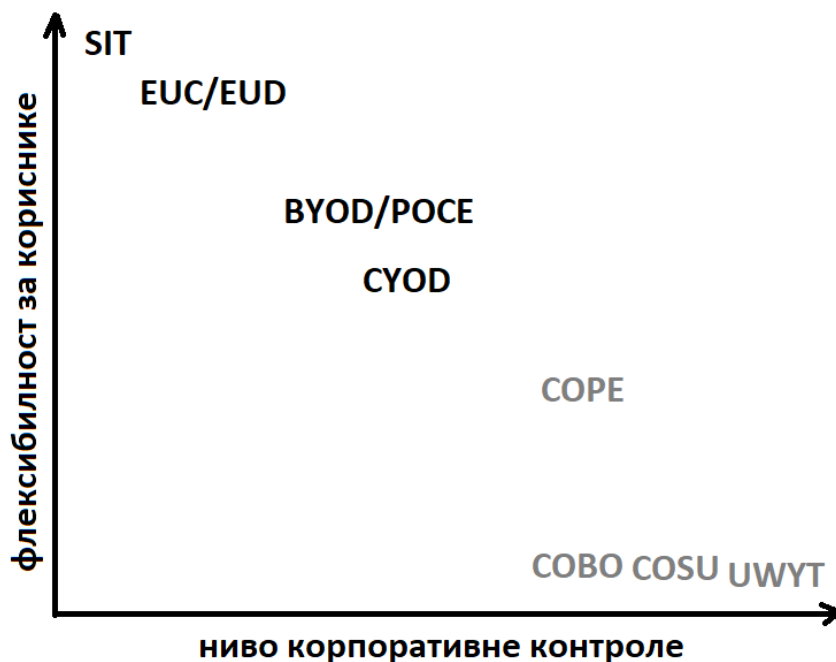 SIT
EUC/EUD
BYOD/POCE
CYOD
COPE
COBO COSU UWYT
флексибилност за кориснике
ниво корпоративне контроле